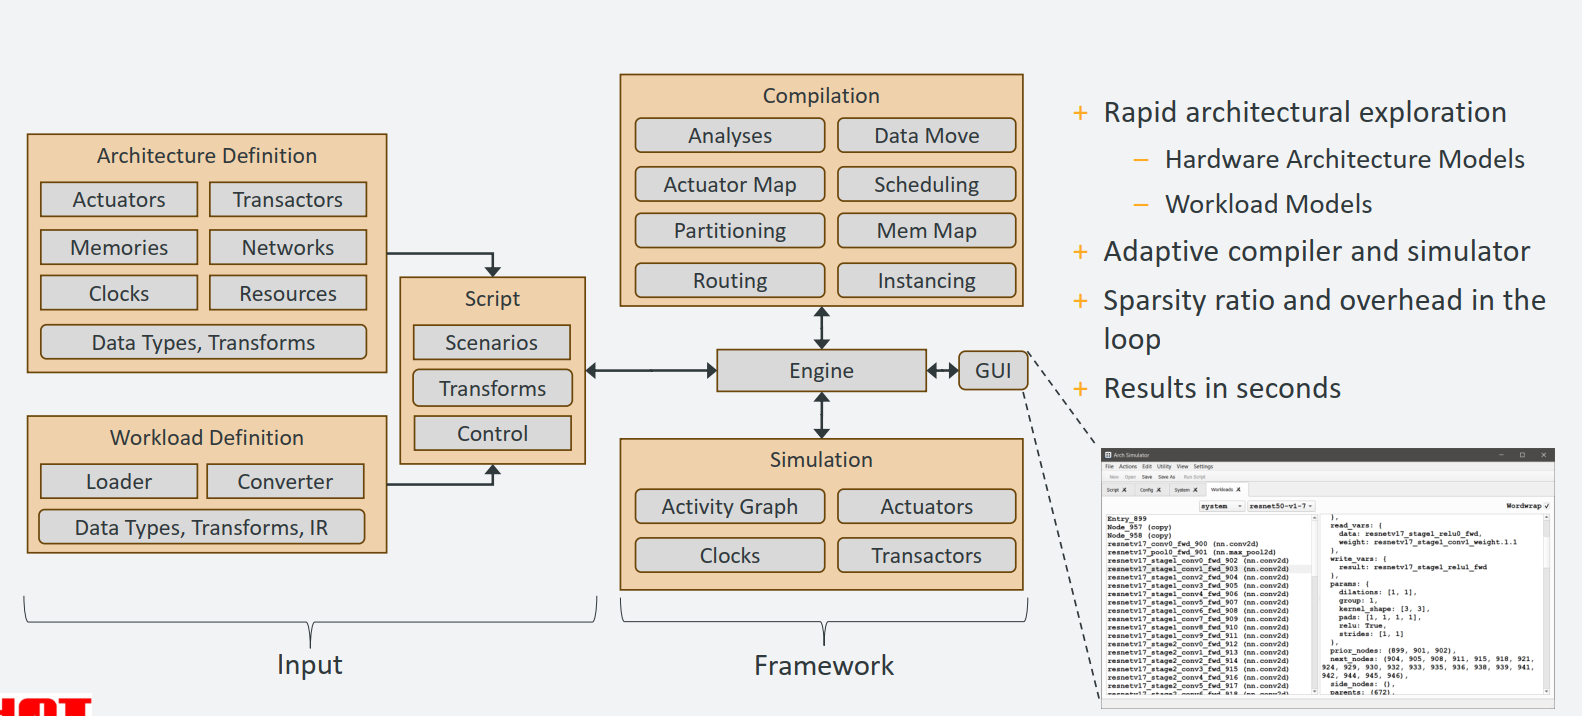 Architecture Definition
Actuators
Transactors
Memories
Networks
Clocks
Resources
Data Types, Transforms
Workload Definition
Loader
Converter
Data Types, Transforms, IR
Input
Script
Scenarios
Transforms
Control
Compilation
Analyses
Data Move
Actuator Map
Scheduling
Partitioning
Mem Map
Routing
Instancing
Engine
GUI
Simulation
Activity Graph
Actuators
Clocks
Transactors
Framework
+ Rapid architectural exploration
– Hardware Architecture Models
– Workload Models
+ Adaptive compiler and simulator
+ Sparsity ratio and overhead in the
loop
+ Results in seconds
Arch Simulator
File Actions Edit Utility View Settings
New Open Save Save As Run Script
Script Config System Workloads
system resnet50-v1-7 Wordwrap
Entry_899
Node_957 (copy)
Node_958 (copy)
resnetv17_conv0_fwd_900 (nn.conv2d)
resnetv17_pool0_fwd_901 (nn.max_pool2d)
resnetv17_stage1_conv0_fwd_902 (nn.conv2d)
resnetv17_stage1_conv1_fwd_903 (nn.conv2d)
resnetv17_stage1_conv2_fwd_904 (nn.conv2d)
resnetv17_stage1_conv3_fwd_905 (nn.conv2d)
resnetv17_stage1_conv4_fwd_906 (nn.conv2d)
resnetv17_stage1_conv5_fwd_907 (nn.conv2d)
resnetv17_stage1_conv6_fwd_908 (nn.conv2d)
resnetv17_stage1_conv7_fwd_909 (nn.conv2d)
resnetv17_stage1_conv8_fwd_910 (nn.conv2d)
resnetv17_stage1_conv9_fwd_911 (nn.conv2d)
resnetv17_stage2_conv0_fwd_912 (nn.conv2d)
resnetv17_stage2_conv1_fwd_913 (nn.conv2d)
resnetv17_stage2_conv2_fwd_914 (nn.conv2d)
resnetv17_stage2_conv3_fwd_915 (nn.conv2d)
resnetv17_stage2_conv4_fwd_916 (nn.conv2d)
resnetv17_stage2_conv5_fwd_917 (nn.conv2d)
},
read_vars: {
data: resnetv17_stage1_relu0_fwd,
weight: resnetv17_stage1_conv1_weight.1.1
},
write_vars: {
result: resnetv17_stage1_relu1_fwd
},
params: {
dilations: [1, 1],
group: 1,
kernel_shape: [3, 3],
pads: [1, 1, 1, 1],
relu: True,
strides: [1, 1]
},
prior_nodes: (899, 901, 902),
next_nodes: (904, 905, 908, 911, 915, 918, 921,
924, 929, 930, 932, 933, 935, 936, 938, 939, 941,
942, 944, 945, 946),
side_nodes: (),
parents: (672),